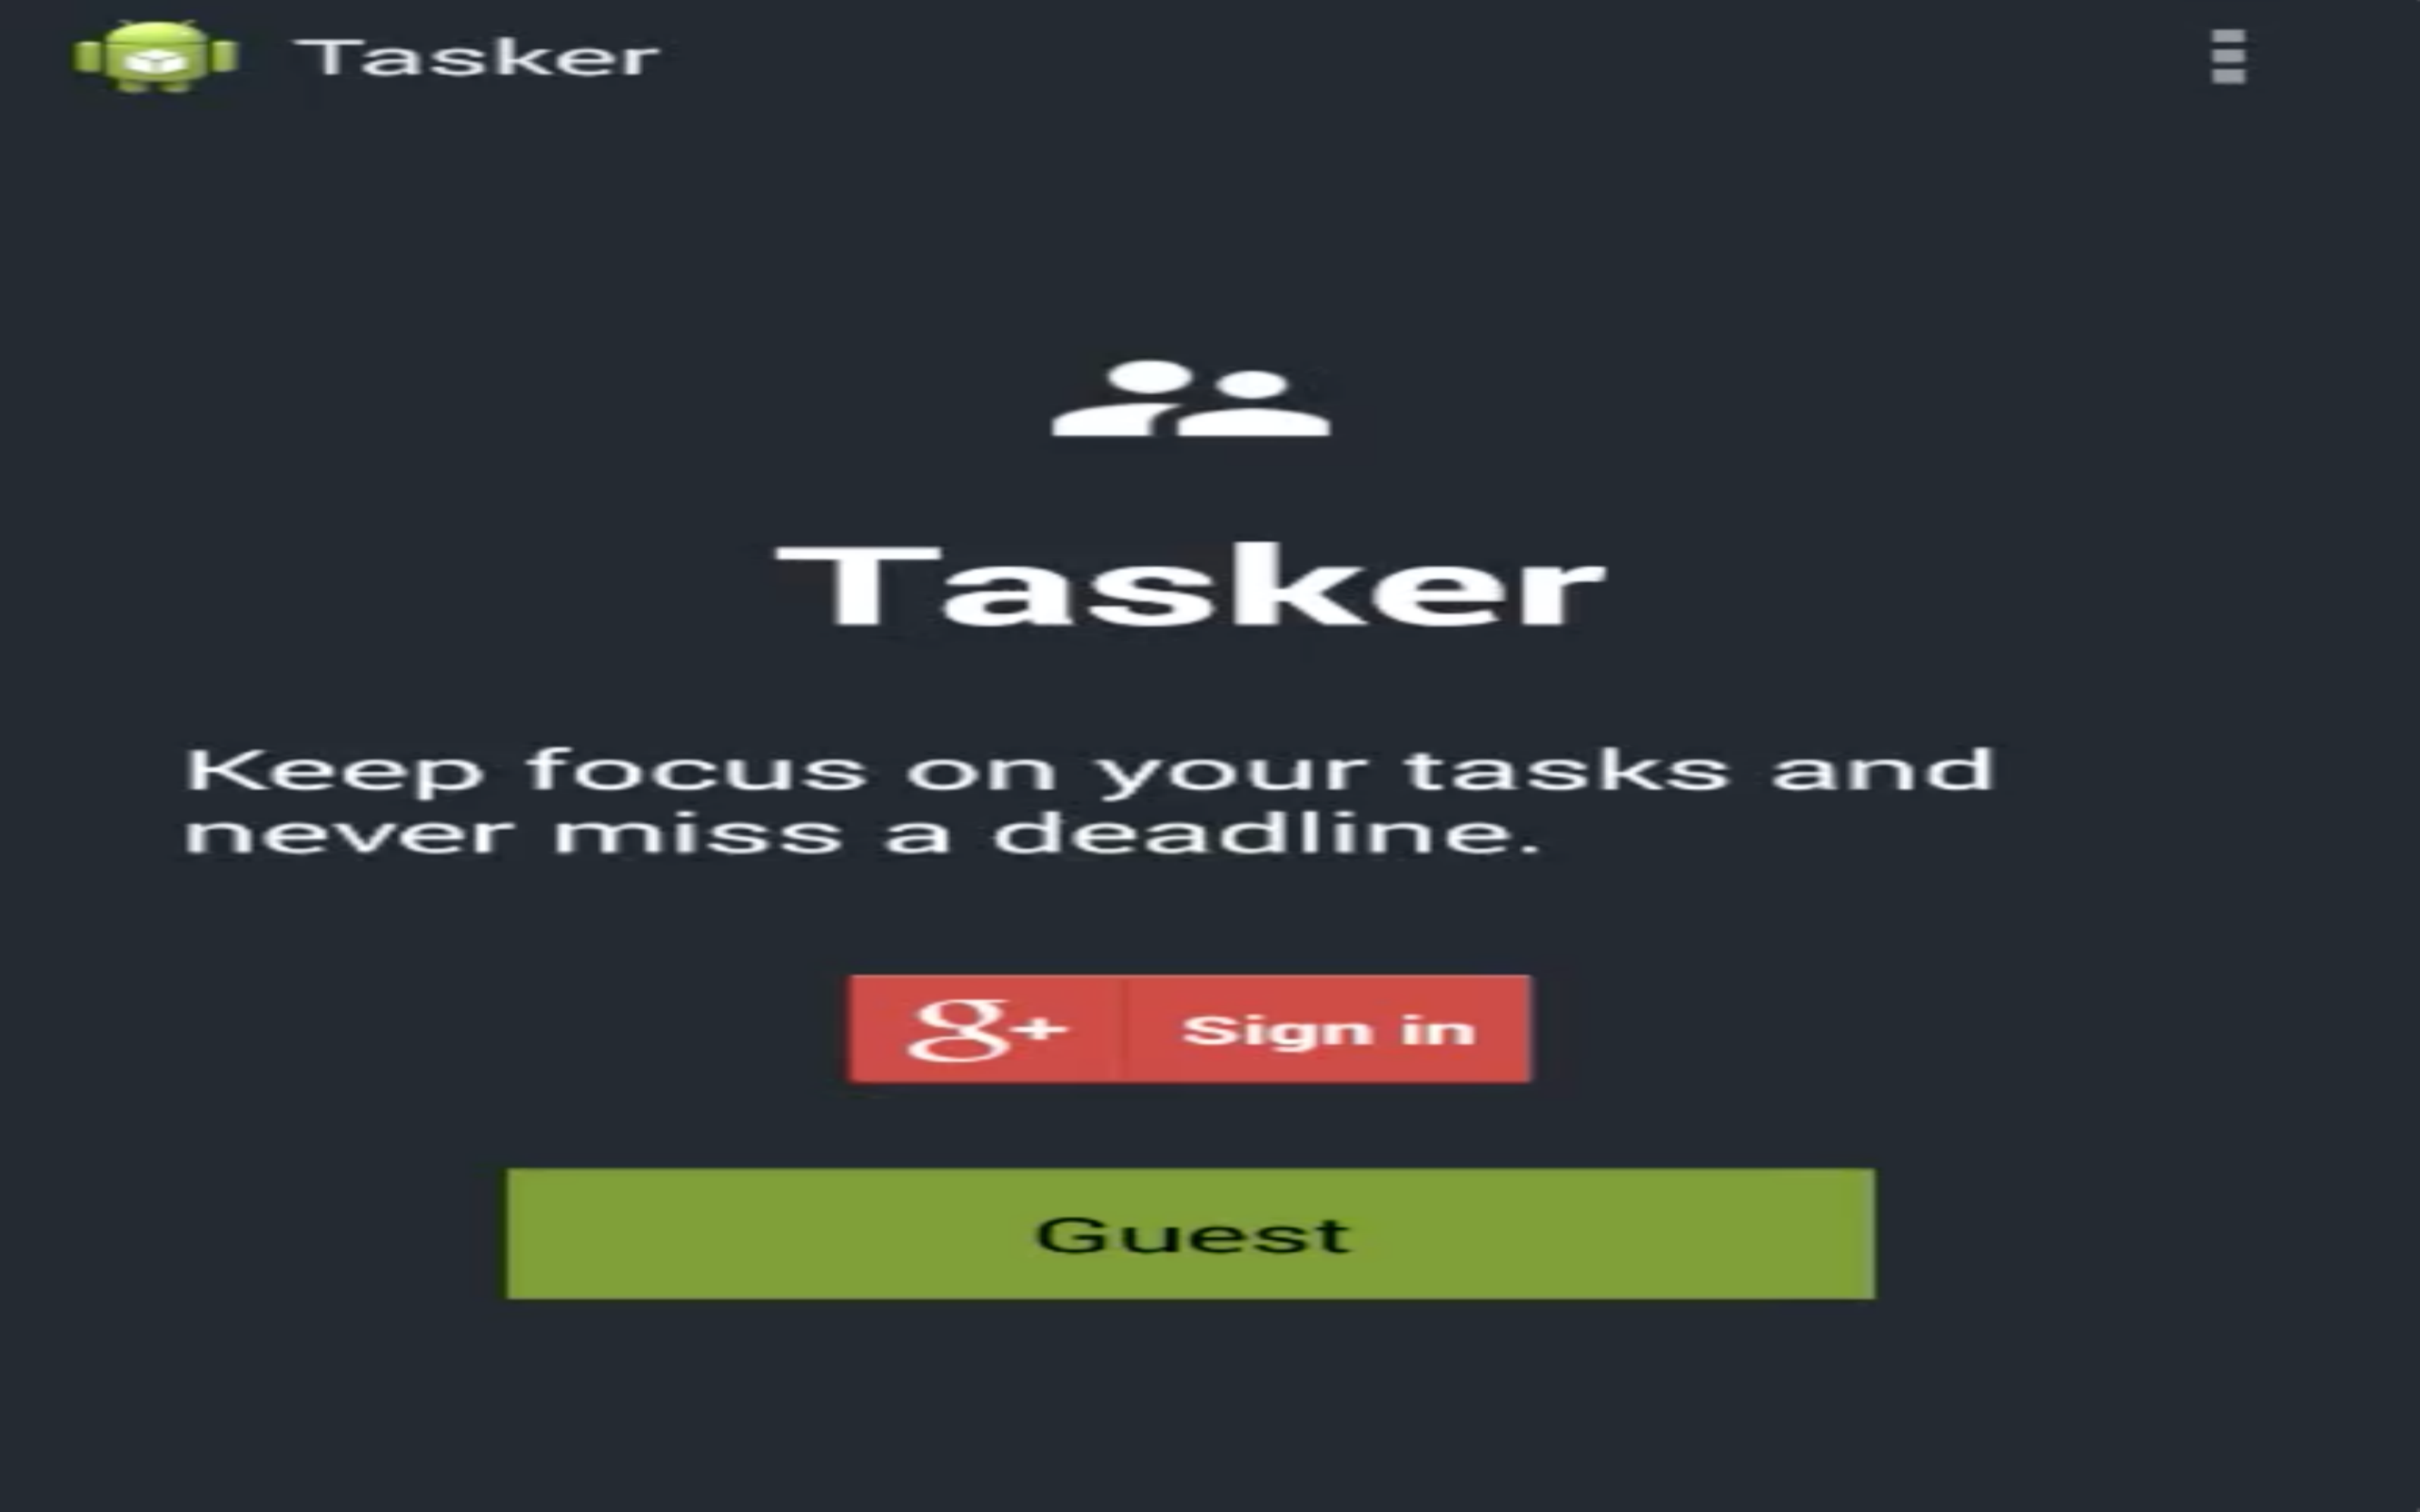 Tasker
Tasker
Keep focus on your tasks and
never miss a deadline.
g+ Sign in
Guest